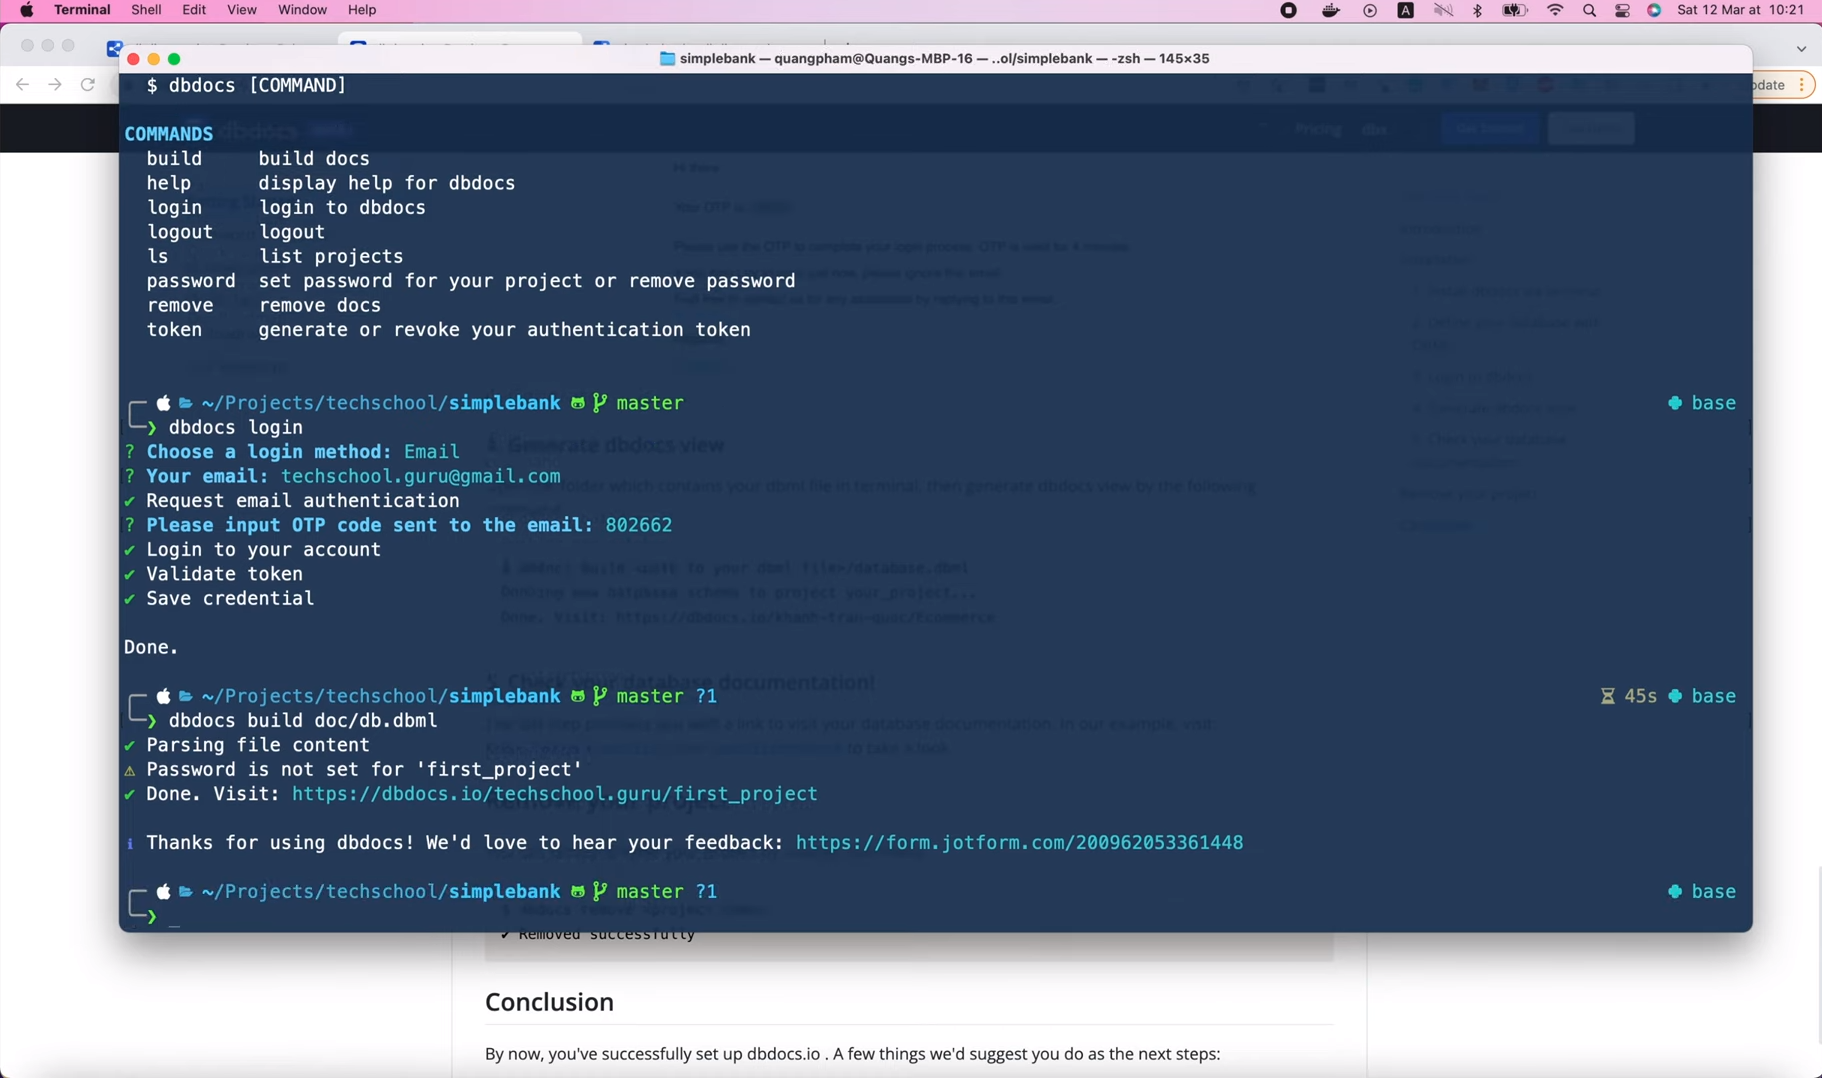 Terminal Shell Edit View Window Help A Sat 12 Mar at 10:21
simplebank — quangpham@Quangs-MBP-16 — ..ol/simplebank — -zsh — 145×35
$ dbdocs [COMMAND]
COMMANDS
build build docs
help display help for dbdocs
login login to dbdocs
logout logout
ls list projects
password set password for your project or remove password
remove remove docs
token generate or revoke your authentication token
~/Projects/techschool/simplebank master base
❯ dbdocs login
? Choose a login method: Email
? Your email: techschool.guru@gmail.com
✔ Request email authentication
? Please input OTP code sent to the email: 802662
✔ Login to your account
✔ Validate token
✔ Save credential
Done.
~/Projects/techschool/simplebank master ?1 45s base
❯ dbdocs build doc/db.dbml
✔ Parsing file content
⚠ Password is not set for 'first_project'
✔ Done. Visit: https://dbdocs.io/techschool.guru/first_project
ℹ Thanks for using dbdocs! We'd love to hear your feedback: https://form.jotform.com/200962053361448
~/Projects/techschool/simplebank master ?1 base
❯ _
✔ Removed successfully
Conclusion
By now, you've successfully set up dbdocs.io . A few things we'd suggest you do as the next steps: